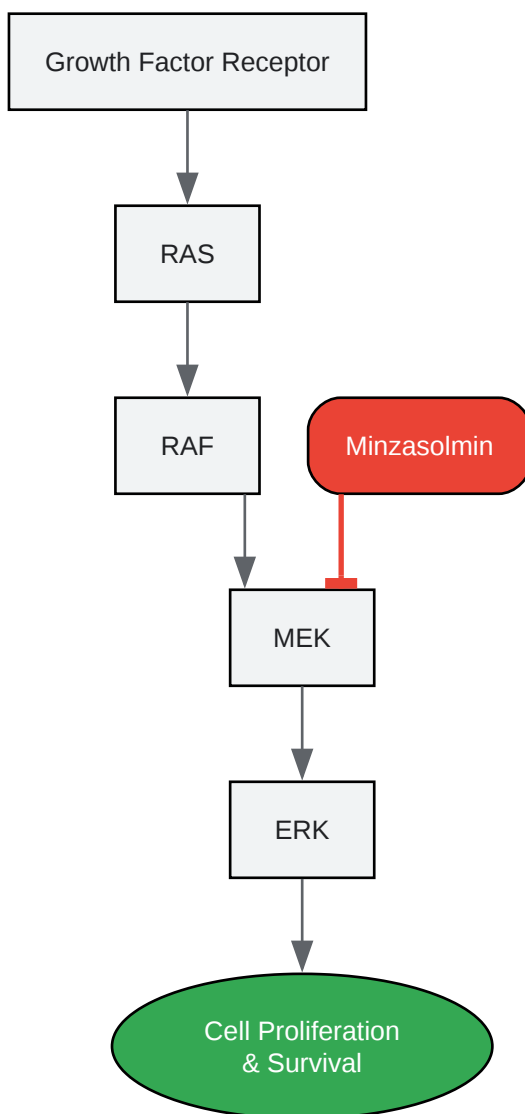 Growth Factor Receptor
RAS
RAF
Minzasolmin
MEK
ERK
Cell Proliferation
& Survival